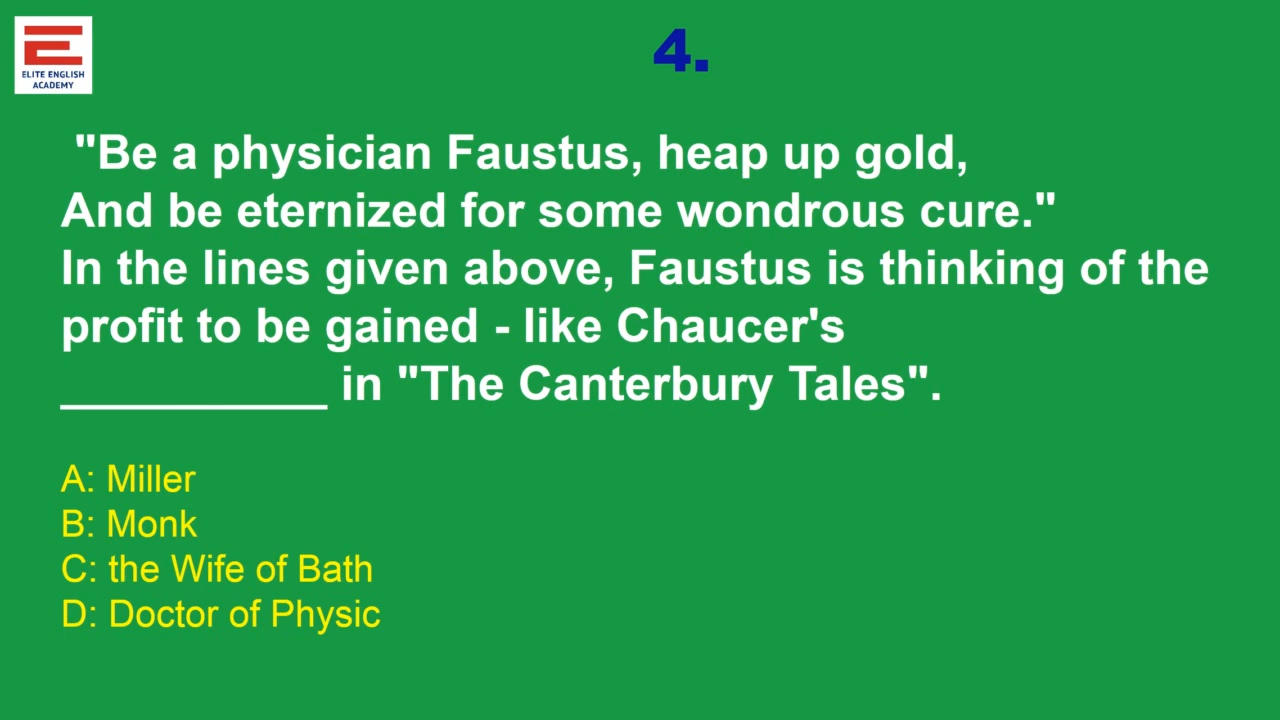 ELITE ENGLISH
ACADEMY
4.
"Be a physician Faustus, heap up gold,
And be eternized for some wondrous cure."
In the lines given above, Faustus is thinking of the
profit to be gained - like Chaucer's
___________ in "The Canterbury Tales".
A: Miller
B: Monk
C: the Wife of Bath
D: Doctor of Physic